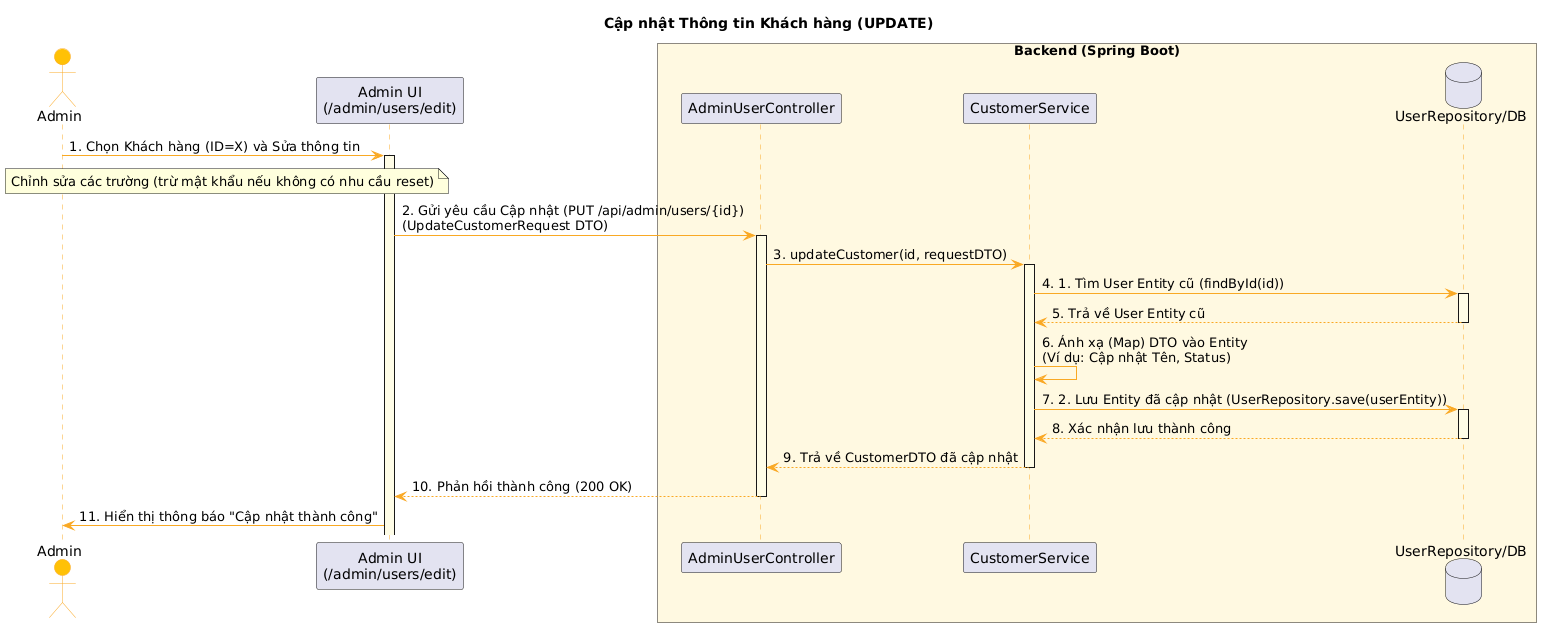 Cập nhật Thông tin Khách hàng (UPDATE)
Backend (Spring Boot)
Admin
Admin UI
(/admin/users/edit)
AdminUserController
CustomerService
UserRepository/DB
1. Chọn Khách hàng (ID=X) và Sửa thông tin
Chỉnh sửa các trường (trừ mật khẩu nếu không có nhu cầu reset)
2. Gửi yêu cầu Cập nhật (PUT /api/admin/users/{id})
(UpdateCustomerRequest DTO)
3. updateCustomer(id, requestDTO)
4. 1. Tìm User Entity cũ (findById(id))
5. Trả về User Entity cũ
6. Ánh xạ (Map) DTO vào Entity
(Ví dụ: Cập nhật Tên, Status)
7. 2. Lưu Entity đã cập nhật (UserRepository.save(userEntity))
8. Xác nhận lưu thành công
9. Trả về CustomerDTO đã cập nhật
10. Phản hồi thành công (200 OK)
11. Hiển thị thông báo "Cập nhật thành công"
Admin
Admin UI
(/admin/users/edit)
AdminUserController
CustomerService
UserRepository/DB